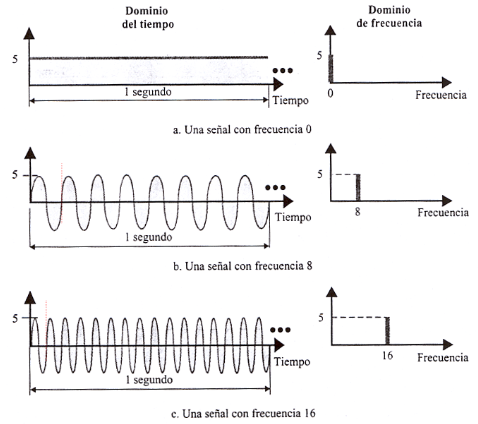 Dominio
del tiempo
Dominio
de frecuencia
5
1 segundo
Tiempo
5
0
Frecuencia
a. Una señal con frecuencia 0
5
1 segundo
Tiempo
5
8
Frecuencia
b. Una señal con frecuencia 8
5
1 segundo
Tiempo
5
16
Frecuencia
c. Una señal con frecuencia 16